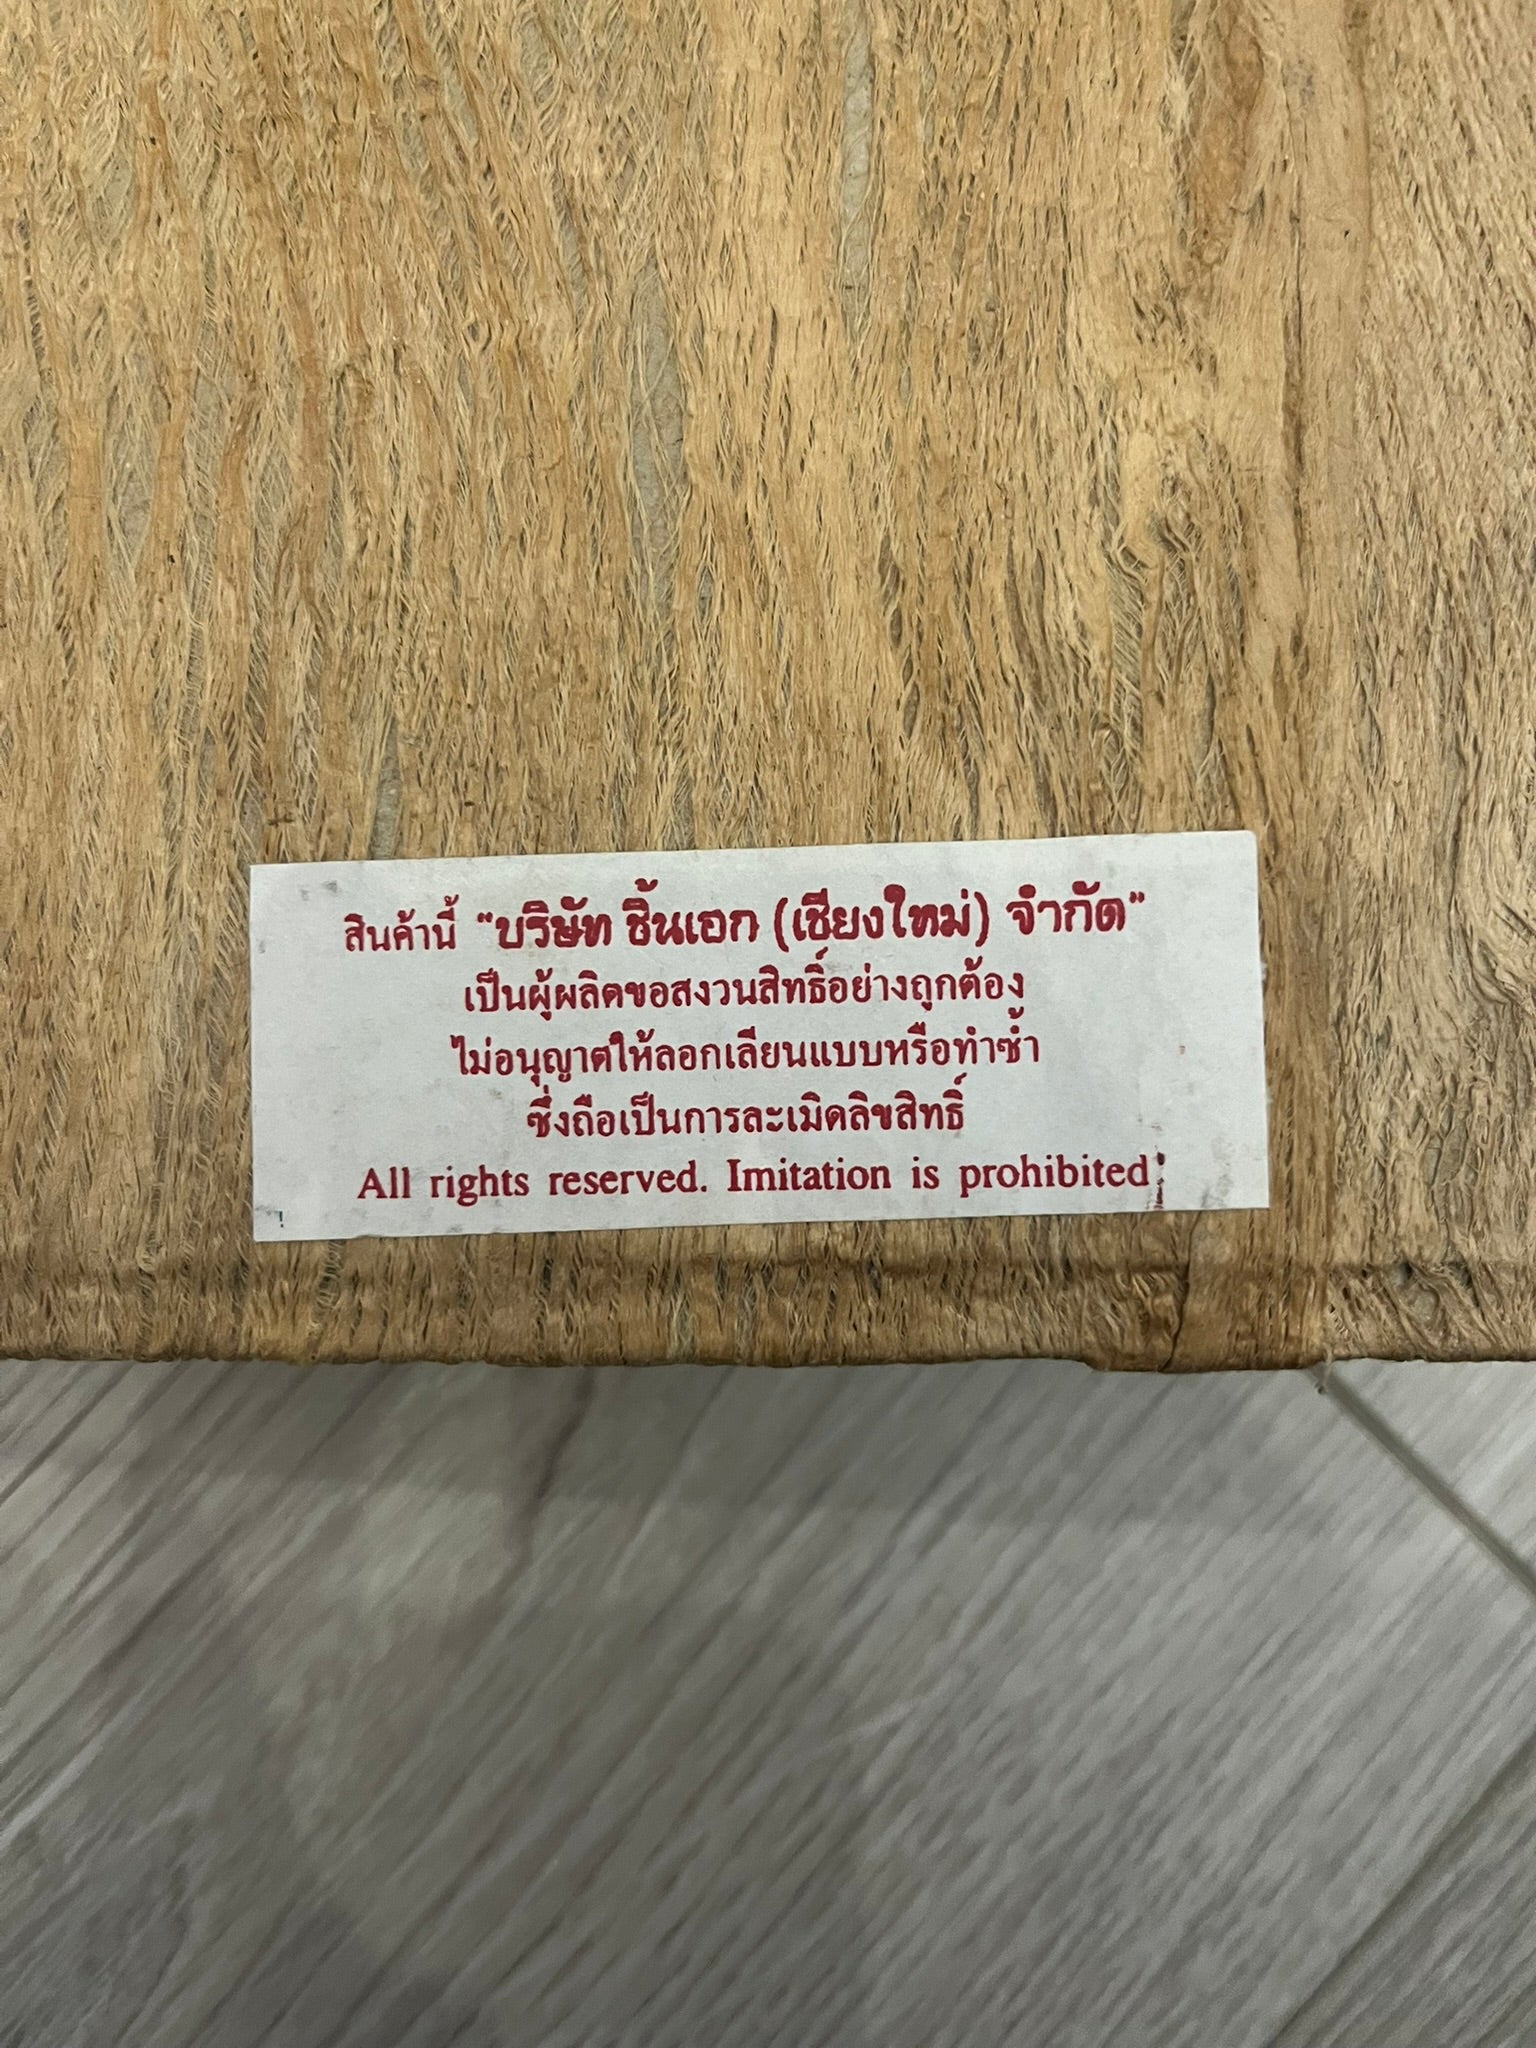 สินค้านี้ "บริษัท ชิ้นเอก (เชียงใหม่) จำกัด"
เป็นผู้ผลิตขอสงวนสิทธิ์อย่างถูกต้อง
ไม่อนุญาตให้ลอกเลียนแบบหรือทำซ้ำ
ซึ่งถือเป็นการละเมิดลิขสิทธิ์
All rights reserved. Imitation is prohibited